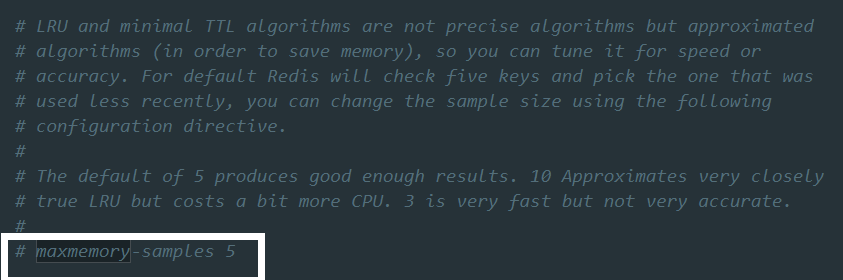 # LRU and minimal TTL algorithms are not precise algorithms but approximated
# algorithms (in order to save memory), so you can tune it for speed or
# accuracy. For default Redis will check five keys and pick the one that was
# used less recently, you can change the sample size using the following
# configuration directive.
#
# The default of 5 produces good enough results. 10 Approximates very closely
# true LRU but costs a bit more CPU. 3 is very fast but not very accurate.
#
# maxmemory-samples 5